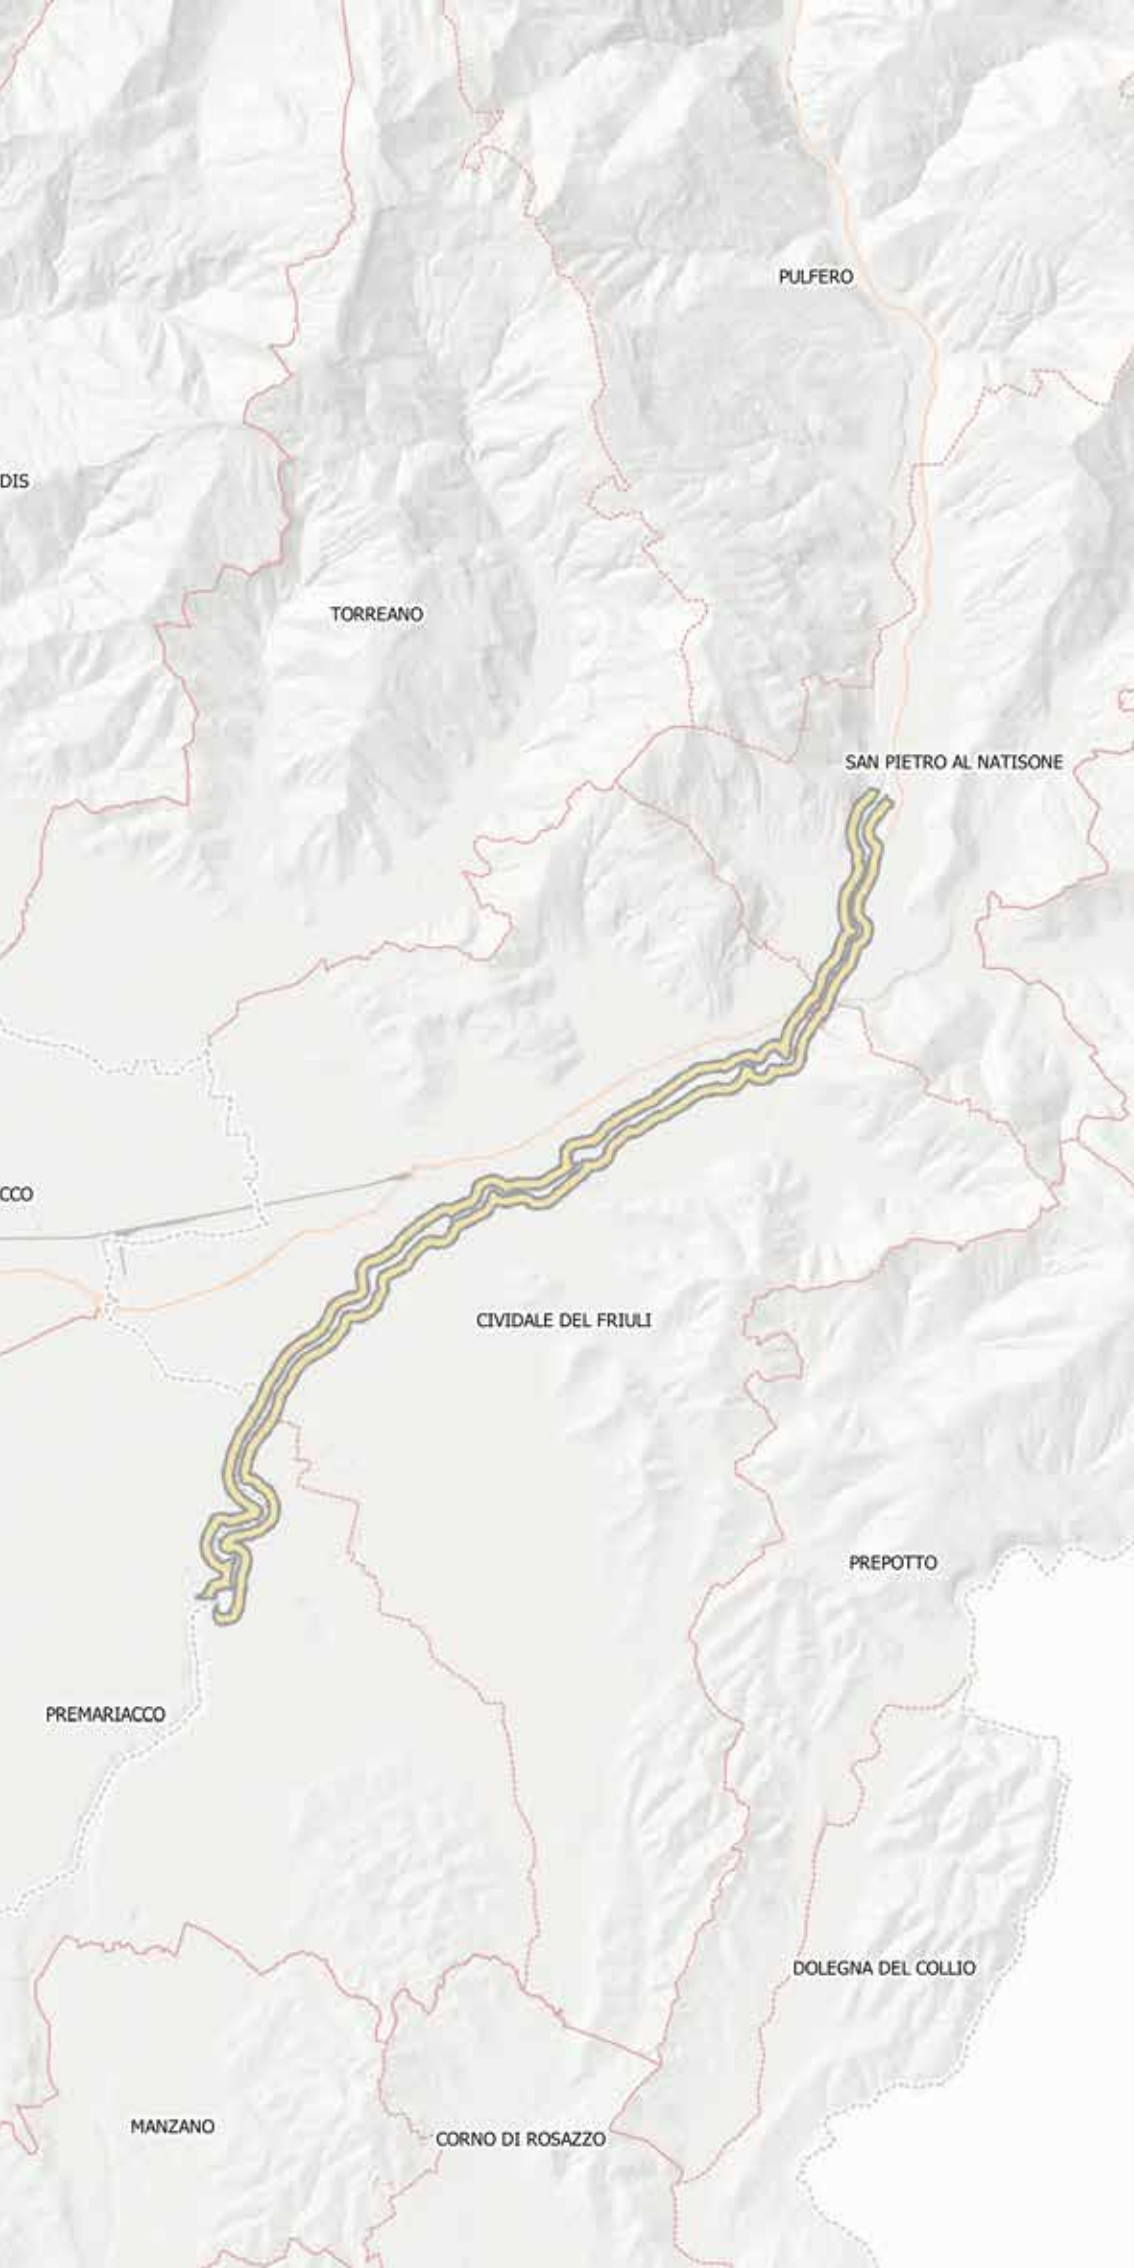 PULFERO
DIS
TORREANO
SAN PIETRO AL NATISONE
CCO
CIVIDALE DEL FRIULI
PREPOTTO
PREMARIACCO
DOLEGNA DEL COLLIO
MANZANO
CORNO DI ROSAZZO